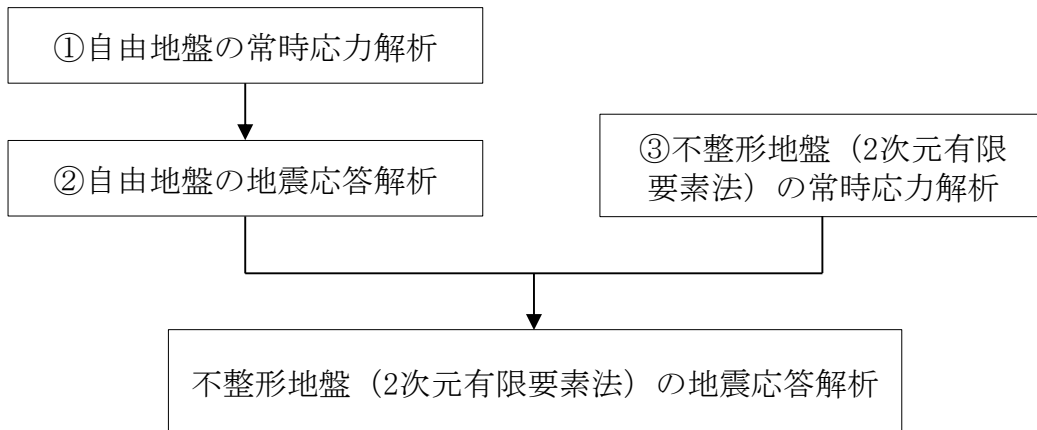 ①自由地盤の常時応力解析
②自由地盤の地震応答解析
③不整形地盤（2次元有限
要素法）の常時応力解析
不整形地盤（2次元有限要素法）の地震応答解析